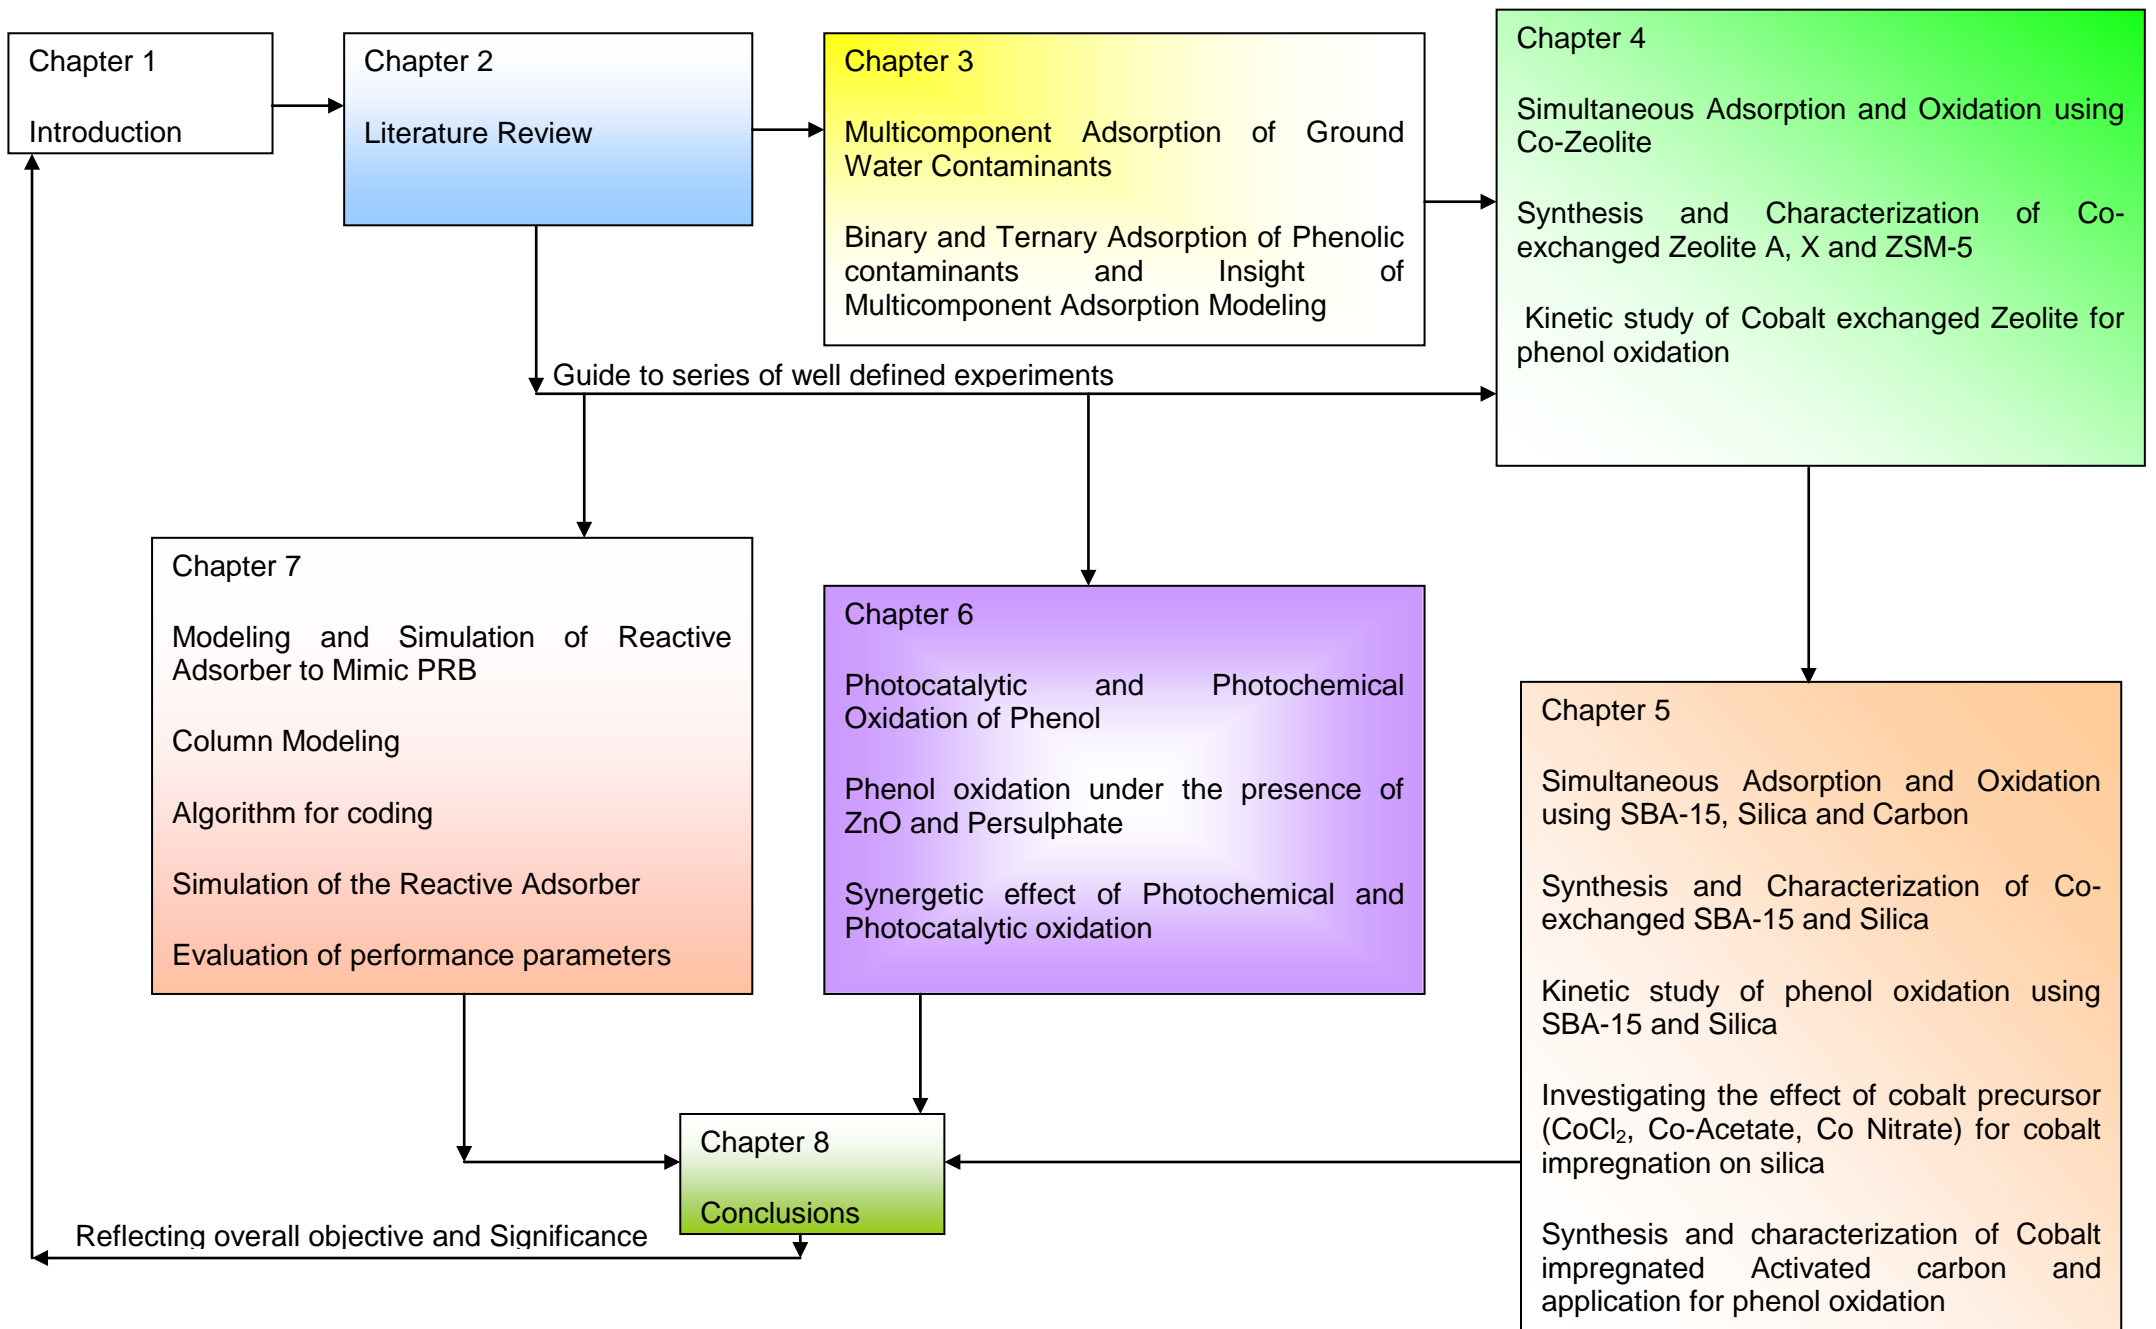 Chapter 1
Introduction
Chapter 2
Literature Review
Chapter 3
Multicomponent Adsorption of Ground
Water Contaminants
Binary and Ternary Adsorption of Phenolic
contaminants and Insight of
Multicomponent Adsorption Modeling
Chapter 4
Simultaneous Adsorption and Oxidation using
Co-Zeolite
Synthesis and Characterization of Co-
exchanged Zeolite A, X and ZSM-5
Kinetic study of Cobalt exchanged Zeolite for
phenol oxidation
Guide to series of well defined experiments
Chapter 7
Modeling and Simulation of Reactive
Adsorber to Mimic PRB
Column Modeling
Algorithm for coding
Simulation of the Reactive Adsorber
Evaluation of performance parameters
Chapter 6
Photocatalytic and Photochemical
Oxidation of Phenol
Phenol oxidation under the presence of
ZnO and Persulphate
Synergetic effect of Photochemical and
Photocatalytic oxidation
Chapter 5
Simultaneous Adsorption and Oxidation
using SBA-15, Silica and Carbon
Synthesis and Characterization of Co-
exchanged SBA-15 and Silica
Kinetic study of phenol oxidation using
SBA-15 and Silica
Investigating the effect of cobalt precursor
(CoCl₂, Co-Acetate, Co Nitrate) for cobalt
impregnation on silica
Synthesis and characterization of Cobalt
impregnated Activated carbon and
application for phenol oxidation
Chapter 8
Conclusions
Reflecting overall objective and Significance